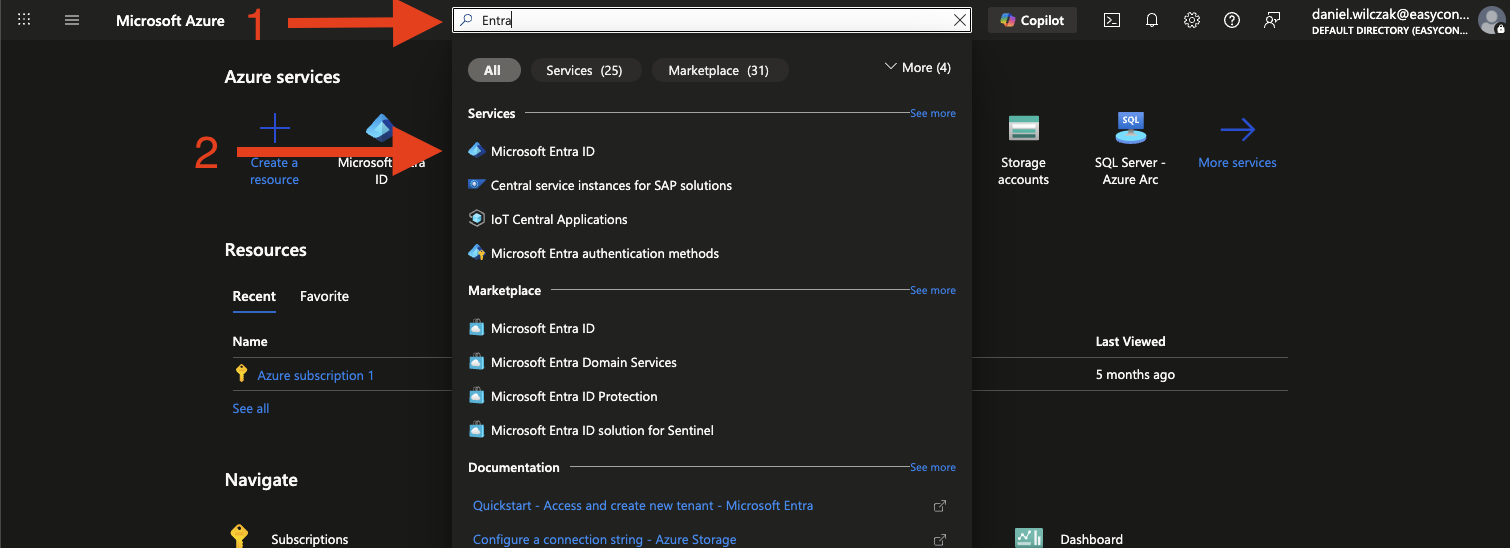 Microsoft Azure
1
Entra
Copilot
daniel.wilczak@easycon...
DEFAULT DIRECTORY (EASYCON...
Azure services
2
Create a
resource
Microsoft Entra
ID
All
Services (25)
Marketplace (31)
More (4)
Services
See more
Microsoft Entra ID
Central service instances for SAP solutions
IoT Central Applications
Microsoft Entra authentication methods
Marketplace
See more
Microsoft Entra ID
Microsoft Entra Domain Services
Microsoft Entra ID Protection
Microsoft Entra ID solution for Sentinel
Documentation
See more
Quickstart - Access and create new tenant - Microsoft Entra
Configure a connection string - Azure Storage
SQL
Storage
accounts
SQL Server -
Azure Arc
More services
Resources
Recent
Favorite
Name
Last Viewed
Azure subscription 1
5 months ago
See all
Navigate
Subscriptions
Dashboard